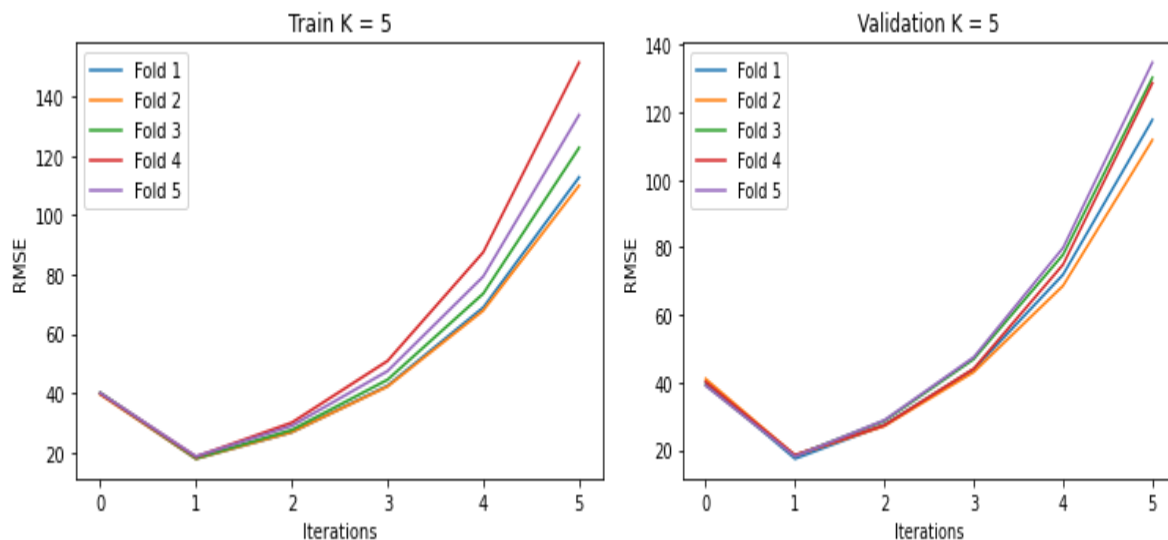 Train K = 5
Fold 1
Fold 2
Fold 3
Fold 4
Fold 5
RMSE
140
120
100
80
60
40
20
0 1 2 3 4 5
Iterations
Validation K = 5
Fold 1
Fold 2
Fold 3
Fold 4
Fold 5
RMSE
140
120
100
80
60
40
20
0 1 2 3 4 5
Iterations